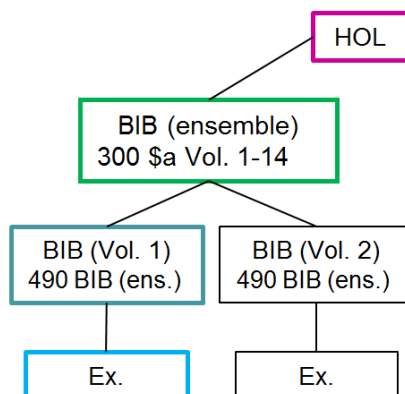 HOL
BIB (ensemble)
300 $a Vol. 1-14
BIB (Vol. 1)
490 BIB (ens.)
BIB (Vol. 2)
490 BIB (ens.)
Ex.
Ex.